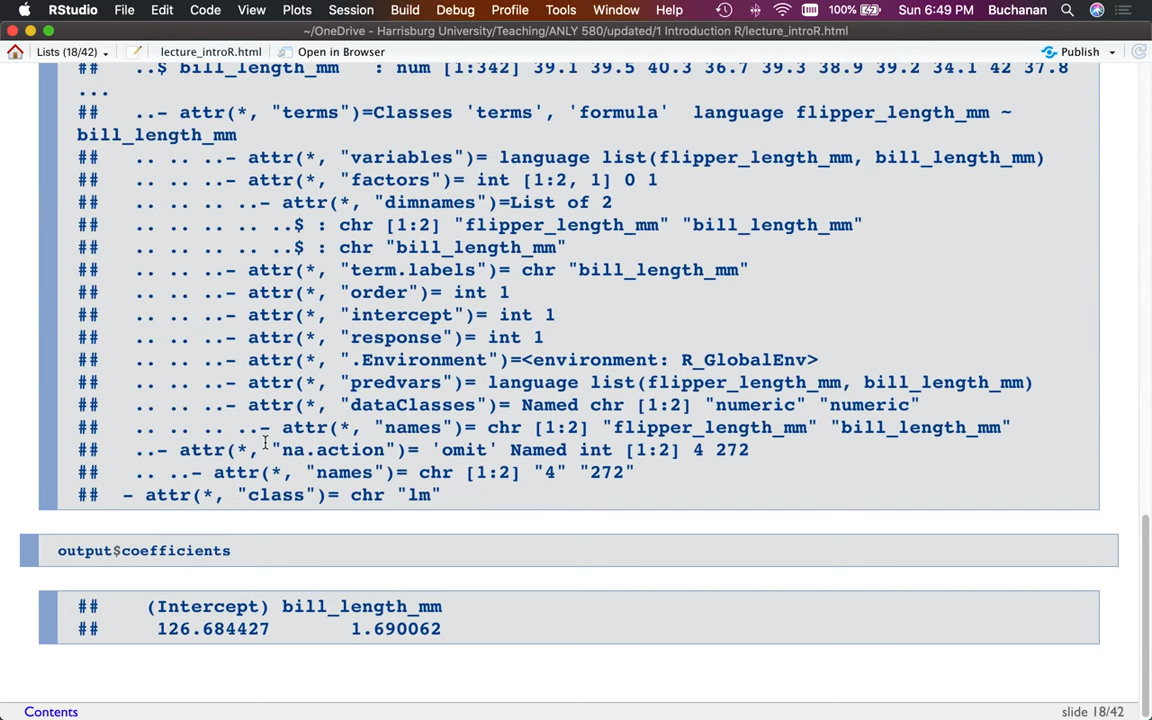 RStudio File Edit Code View Plots Session Build Debug Profile Tools Window Help 100% Sun 6:49 PM Buchanan
~/OneDrive - Harrisburg University/Teaching/ANLY 580/updated/1 Introduction R/lecture_introR.html
Lists (18/42) lecture_introR.html Open in Browser Publish
## ..$ bill_length_mm : num [1:342] 39.1 39.5 40.3 36.7 39.3 38.9 39.2 34.1 42 37.8
...
## ..- attr(*, "terms")=Classes 'terms', 'formula' language flipper_length_mm ~
bill_length_mm
## .. .. ..- attr(*, "variables")= language list(flipper_length_mm, bill_length_mm)
## .. .. ..- attr(*, "factors")= int [1:2, 1] 0 1
## .. .. .. ..- attr(*, "dimnames")=List of 2
## .. .. .. .. ..$ : chr [1:2] "flipper_length_mm" "bill_length_mm"
## .. .. .. .. ..$ : chr "bill_length_mm"
## .. .. ..- attr(*, "term.labels")= chr "bill_length_mm"
## .. .. ..- attr(*, "order")= int 1
## .. .. ..- attr(*, "intercept")= int 1
## .. .. ..- attr(*, "response")= int 1
## .. .. ..- attr(*, ".Environment")=<environment: R_GlobalEnv>
## .. .. ..- attr(*, "predvars")= language list(flipper_length_mm, bill_length_mm)
## .. .. ..- attr(*, "dataClasses")= Named chr [1:2] "numeric" "numeric"
## .. .. .. ..- attr(*, "names")= chr [1:2] "flipper_length_mm" "bill_length_mm"
## ..- attr(*, "na.action")= 'omit' Named int [1:2] 4 272
## .. ..- attr(*, "names")= chr [1:2] "4" "272"
## - attr(*, "class")= chr "lm"
output$coefficients
## (Intercept) bill_length_mm
## 126.684427 1.690062
Contents slide 18/42